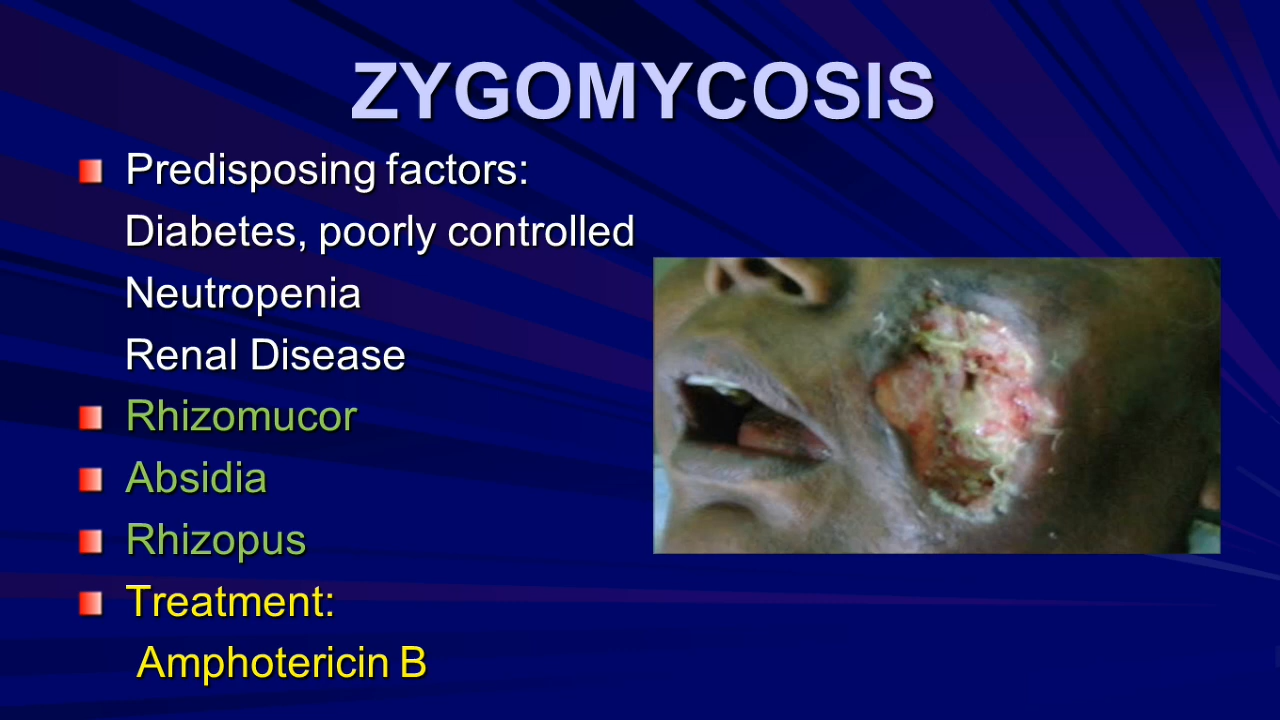 ZYGOMYCOSIS
Predisposing factors:
Diabetes, poorly controlled
Neutropenia
Renal Disease
Rhizomucor
Absidia
Rhizopus
Treatment:
Amphotericin B